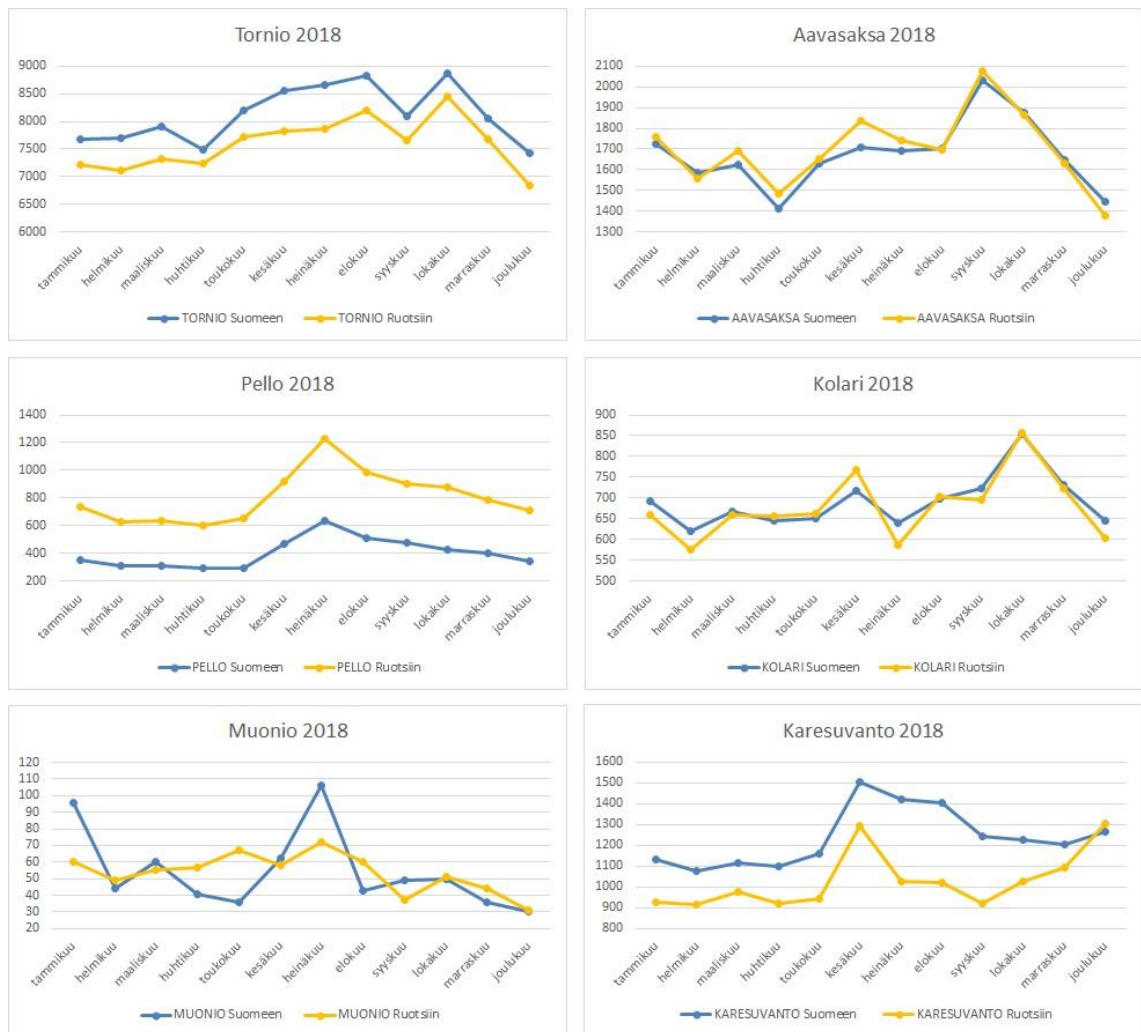 Tornio 2018
9000
8500
8000
7500
7000
6500
6000
tammikuu
helmikuu
maaliskuu
huhtikuu
toukokuu
kesäkuu
heinäkuu
elokuu
syyskuu
lokakuu
marraskuu
joulukuu
TORNIO Suomeen TORNIO Ruotsiin
Aavasaksa 2018
2100
2000
1900
1800
1700
1600
1500
1400
1300
tammikuu
helmikuu
maaliskuu
huhtikuu
toukokuu
kesäkuu
heinäkuu
elokuu
syyskuu
lokakuu
marraskuu
joulukuu
AAVASAKSA Suomeen AAVASAKSA Ruotsiin
Pello 2018
1400
1200
1000
800
600
400
200
tammikuu
helmikuu
maaliskuu
huhtikuu
toukokuu
kesäkuu
heinäkuu
elokuu
syyskuu
lokakuu
marraskuu
joulukuu
PELLO Suomeen PELLO Ruotsiin
Kolari 2018
900
850
800
750
700
650
600
550
500
tammikuu
helmikuu
maaliskuu
huhtikuu
toukokuu
kesäkuu
heinäkuu
elokuu
syyskuu
lokakuu
marraskuu
joulukuu
KOLARI Suomeen KOLARI Ruotsiin
Muonio 2018
120
110
100
90
80
70
60
50
40
30
20
tammikuu
helmikuu
maaliskuu
huhtikuu
toukokuu
kesäkuu
heinäkuu
elokuu
syyskuu
lokakuu
marraskuu
joulukuu
MUONIO Suomeen MUONIO Ruotsiin
Karesuvanto 2018
1600
1500
1400
1300
1200
1100
1000
900
800
tammikuu
helmikuu
maaliskuu
huhtikuu
toukokuu
kesäkuu
heinäkuu
elokuu
syyskuu
lokakuu
marraskuu
joulukuu
KARESUVANTO Suomeen KARESUVANTO Ruotsiin